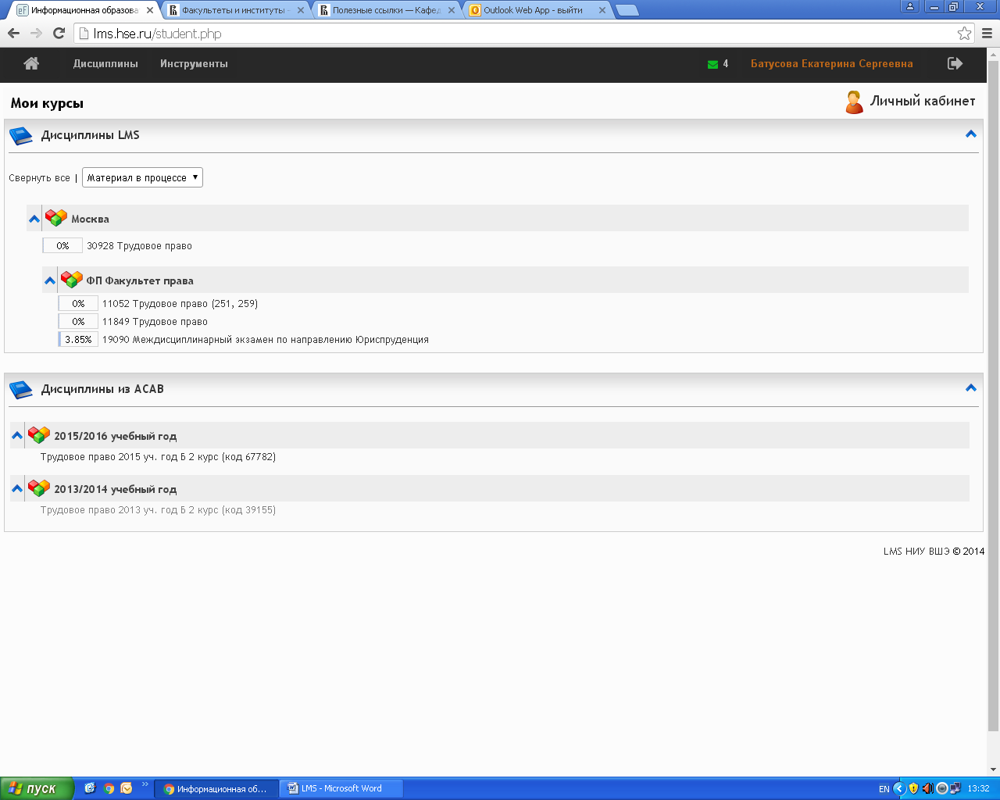 Информационная образова
Факультеты и институты -
Полезные ссылки — Кафед
Outlook Web App - выйти
lms.hse.ru/student.php
Дисциплины
Инструменты
4
Батусова Екатерина Сергеевна
Мои курсы
Личный кабинет
Дисциплины LMS
Свернуть все | Материал в процессе
Москва
0% 30928 Трудовое право
ФП Факультет права
0% 11052 Трудовое право (251, 259)
0% 11849 Трудовое право
3.85% 19090 Междисциплинарный экзамен по направлению Юриспруденция
Дисциплины из АСАВ
2015/2016 учебный год
Трудовое право 2015 уч. год Б 2 курс (код 67782)
2013/2014 учебный год
Трудовое право 2013 уч. год Б 2 курс (код 39155)
LMS НИУ ВШЭ © 2014
пуск
Информационная об...
LMS - Microsoft Word
EN
13:32